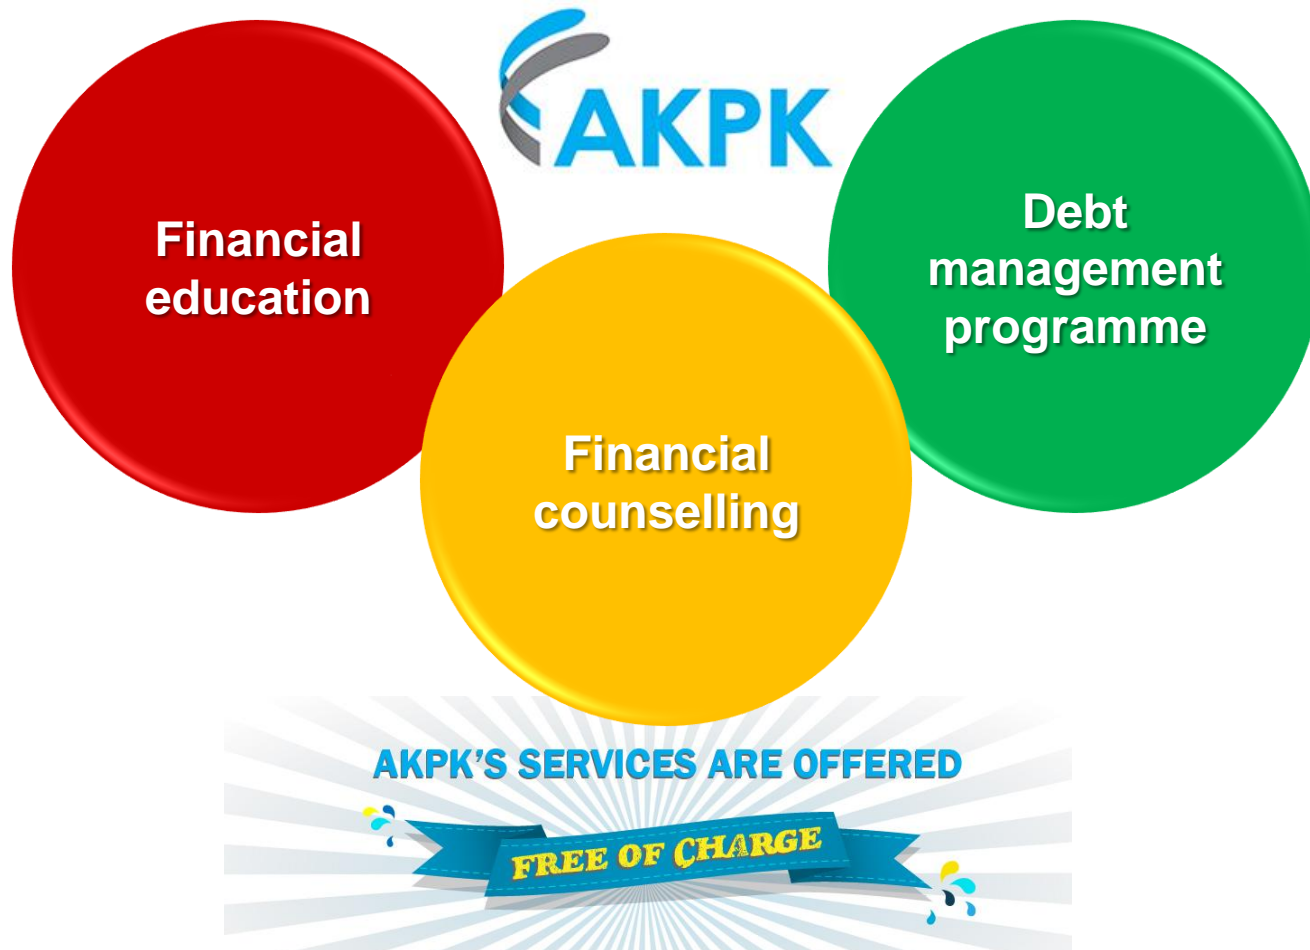 AKPK
Financial
education
Debt
management
programme
Financial
counselling
AKPK'S SERVICES ARE OFFERED
FREE OF CHARGE